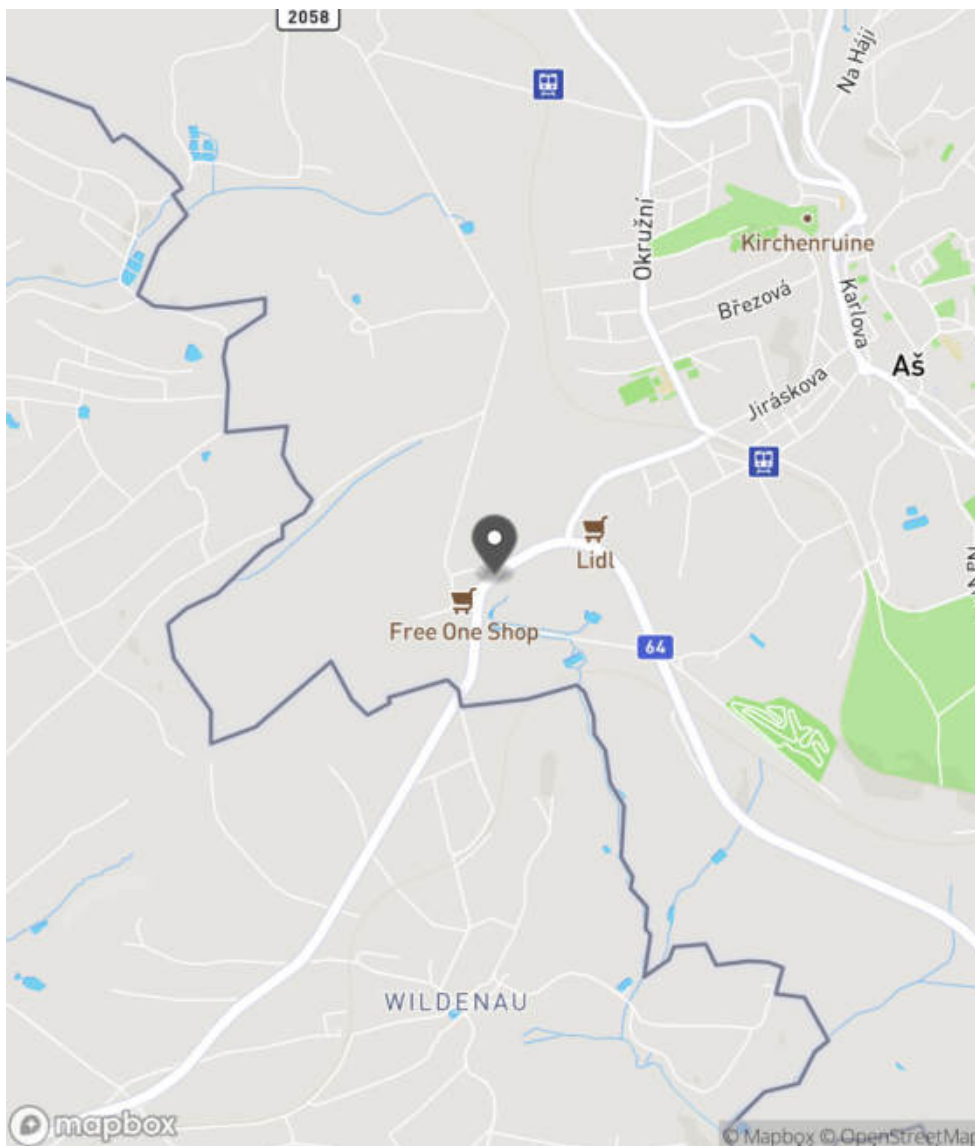 2058
Na Háji
Okružní
Kirchenruine
Březová
Karlova
Aš
Jiráskova
Lidl
Free One Shop
64
WILDENAU
mapbox
© Mapbox © OpenStreetMap